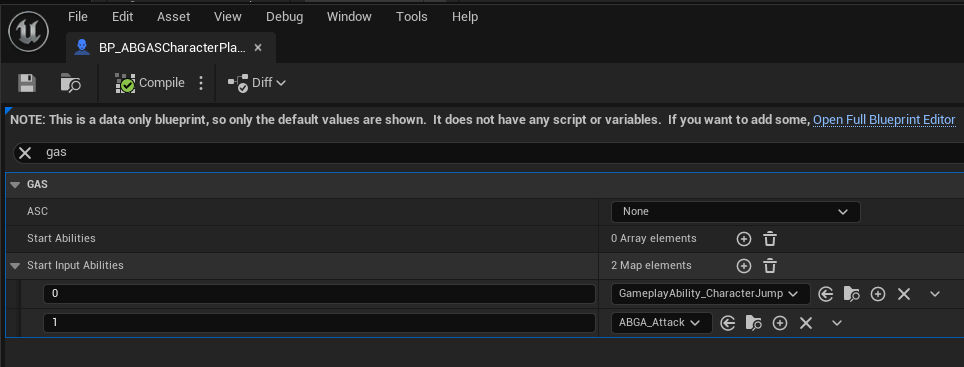 File Edit Asset View Debug Window Tools Help
BP_ABGASCharacterPla...
Compile Diff
NOTE: This is a data only blueprint, so only the default values are shown. It does not have any script or variables. If you want to add some, Open Full Blueprint Editor
gas
GAS
ASC None
Start Abilities 0 Array elements
Start Input Abilities 2 Map elements
0 GameplayAbility_CharacterJump
1 ABGA_Attack